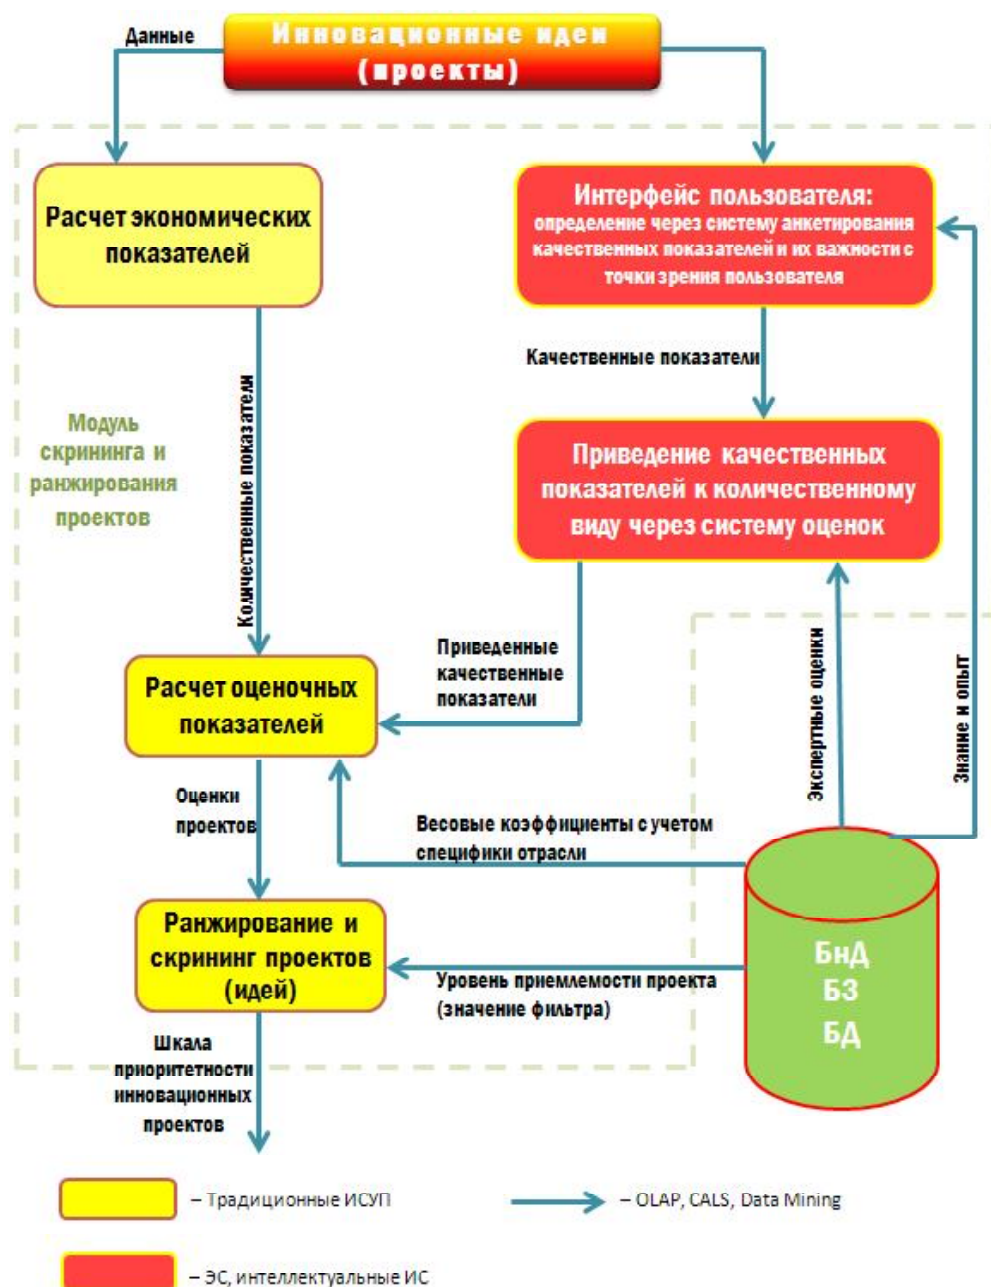 Инновационные идеи
(проекты)
Данные
Расчет экономических
показателей
Интерфейс пользователя:
определение через систему анкетирования
качественных показателей и их важности с
точки зрения пользователя
Качественные показатели
Количественные показатели
Модуль
скрининга и
ранжирования
проектов
Приведение качественных
показателей к количественному
виду через систему оценок
Приведенные
качественные
показатели
Расчет оценочных
показателей
Экспертные оценки
Знание и опыт
Оценки
проектов
Весовые коэффициенты с учетом
специфики отрасли
Ранжирование и
скрининг проектов
(идей)
Уровень приемлемости проекта
(значение фильтра)
БнД
БЗ
БД
Шкала
приоритетности
инновационных
проектов
– Традиционные ИСУП
– OLAP, CALS, Data Mining
– ЭС, интеллектуальные ИС